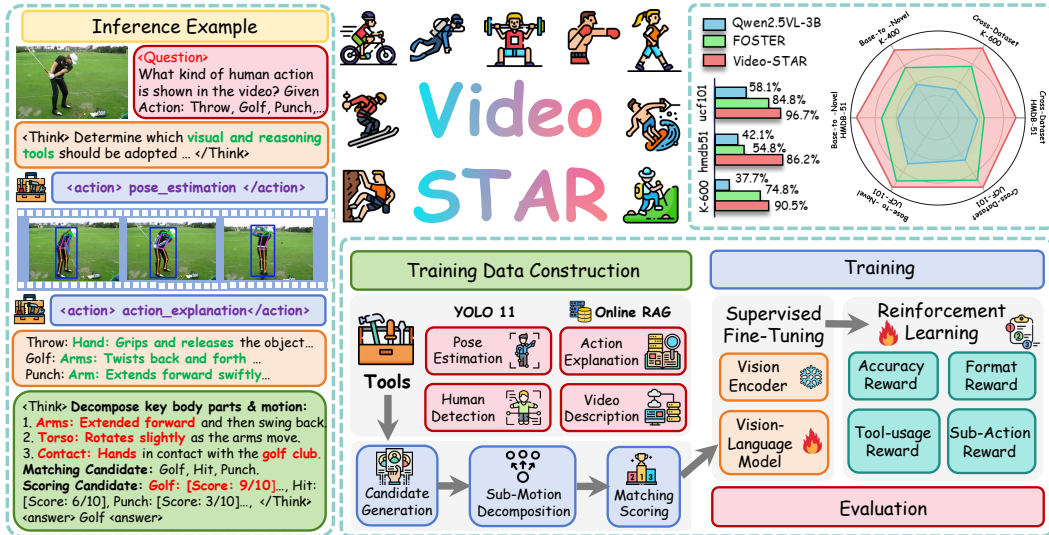 Inference Example
<Question>
What kind of human action
is shown in the video? Given
Action: Throw, Golf, Punch,...
<Think> Determine which visual and reasoning
tools should be adopted ... </Think>
<action> pose_estimation </action>
<action> action_explanation</action>
Throw: Hand: Grips and releases the object...
Golf: Arms: Twists back and forth ...
Punch: Arm: Extends forward swiftly...
<Think> Decompose key body parts & motion:
1. Arms: Extended forward and then swing back.
2. Torso: Rotates slightly as the arms move.
3. Contact: Hands in contact with the golf club.
Matching Candidate: Golf, Hit, Punch.
Scoring Candidate: Golf: [Score: 9/10]..., Hit:
[Score: 6/10], Punch: [Score: 3/10]..., </Think>
<answer> Golf <answer>
Video
STAR
Qwen2.5VL-3B
FOSTER
Video-STAR
ucf101
58.1%
84.8%
96.7%
hmdb51
42.1%
54.8%
86.2%
K-600
37.7%
74.8%
90.5%
Base-to-Novel
K-400
Cross-Dataset
K-600
Cross-Dataset
HMDB-51
Cross-Dataset
UCF-101
Base-to-Novel
UCF-101
Base-to-Novel
HMDB-51
Training Data Construction
Tools
YOLO 11
Online RAG
Pose
Estimation
Action
Explanation
Human
Detection
Video
Description
Candidate
Generation
Sub-Motion
Decomposition
Matching
Scoring
Training
Supervised
Fine-Tuning
Reinforcement
Learning
Vision
Encoder
Vision-
Language
Model
Accuracy
Reward
Format
Reward
Tool-usage
Reward
Sub-Action
Reward
Evaluation